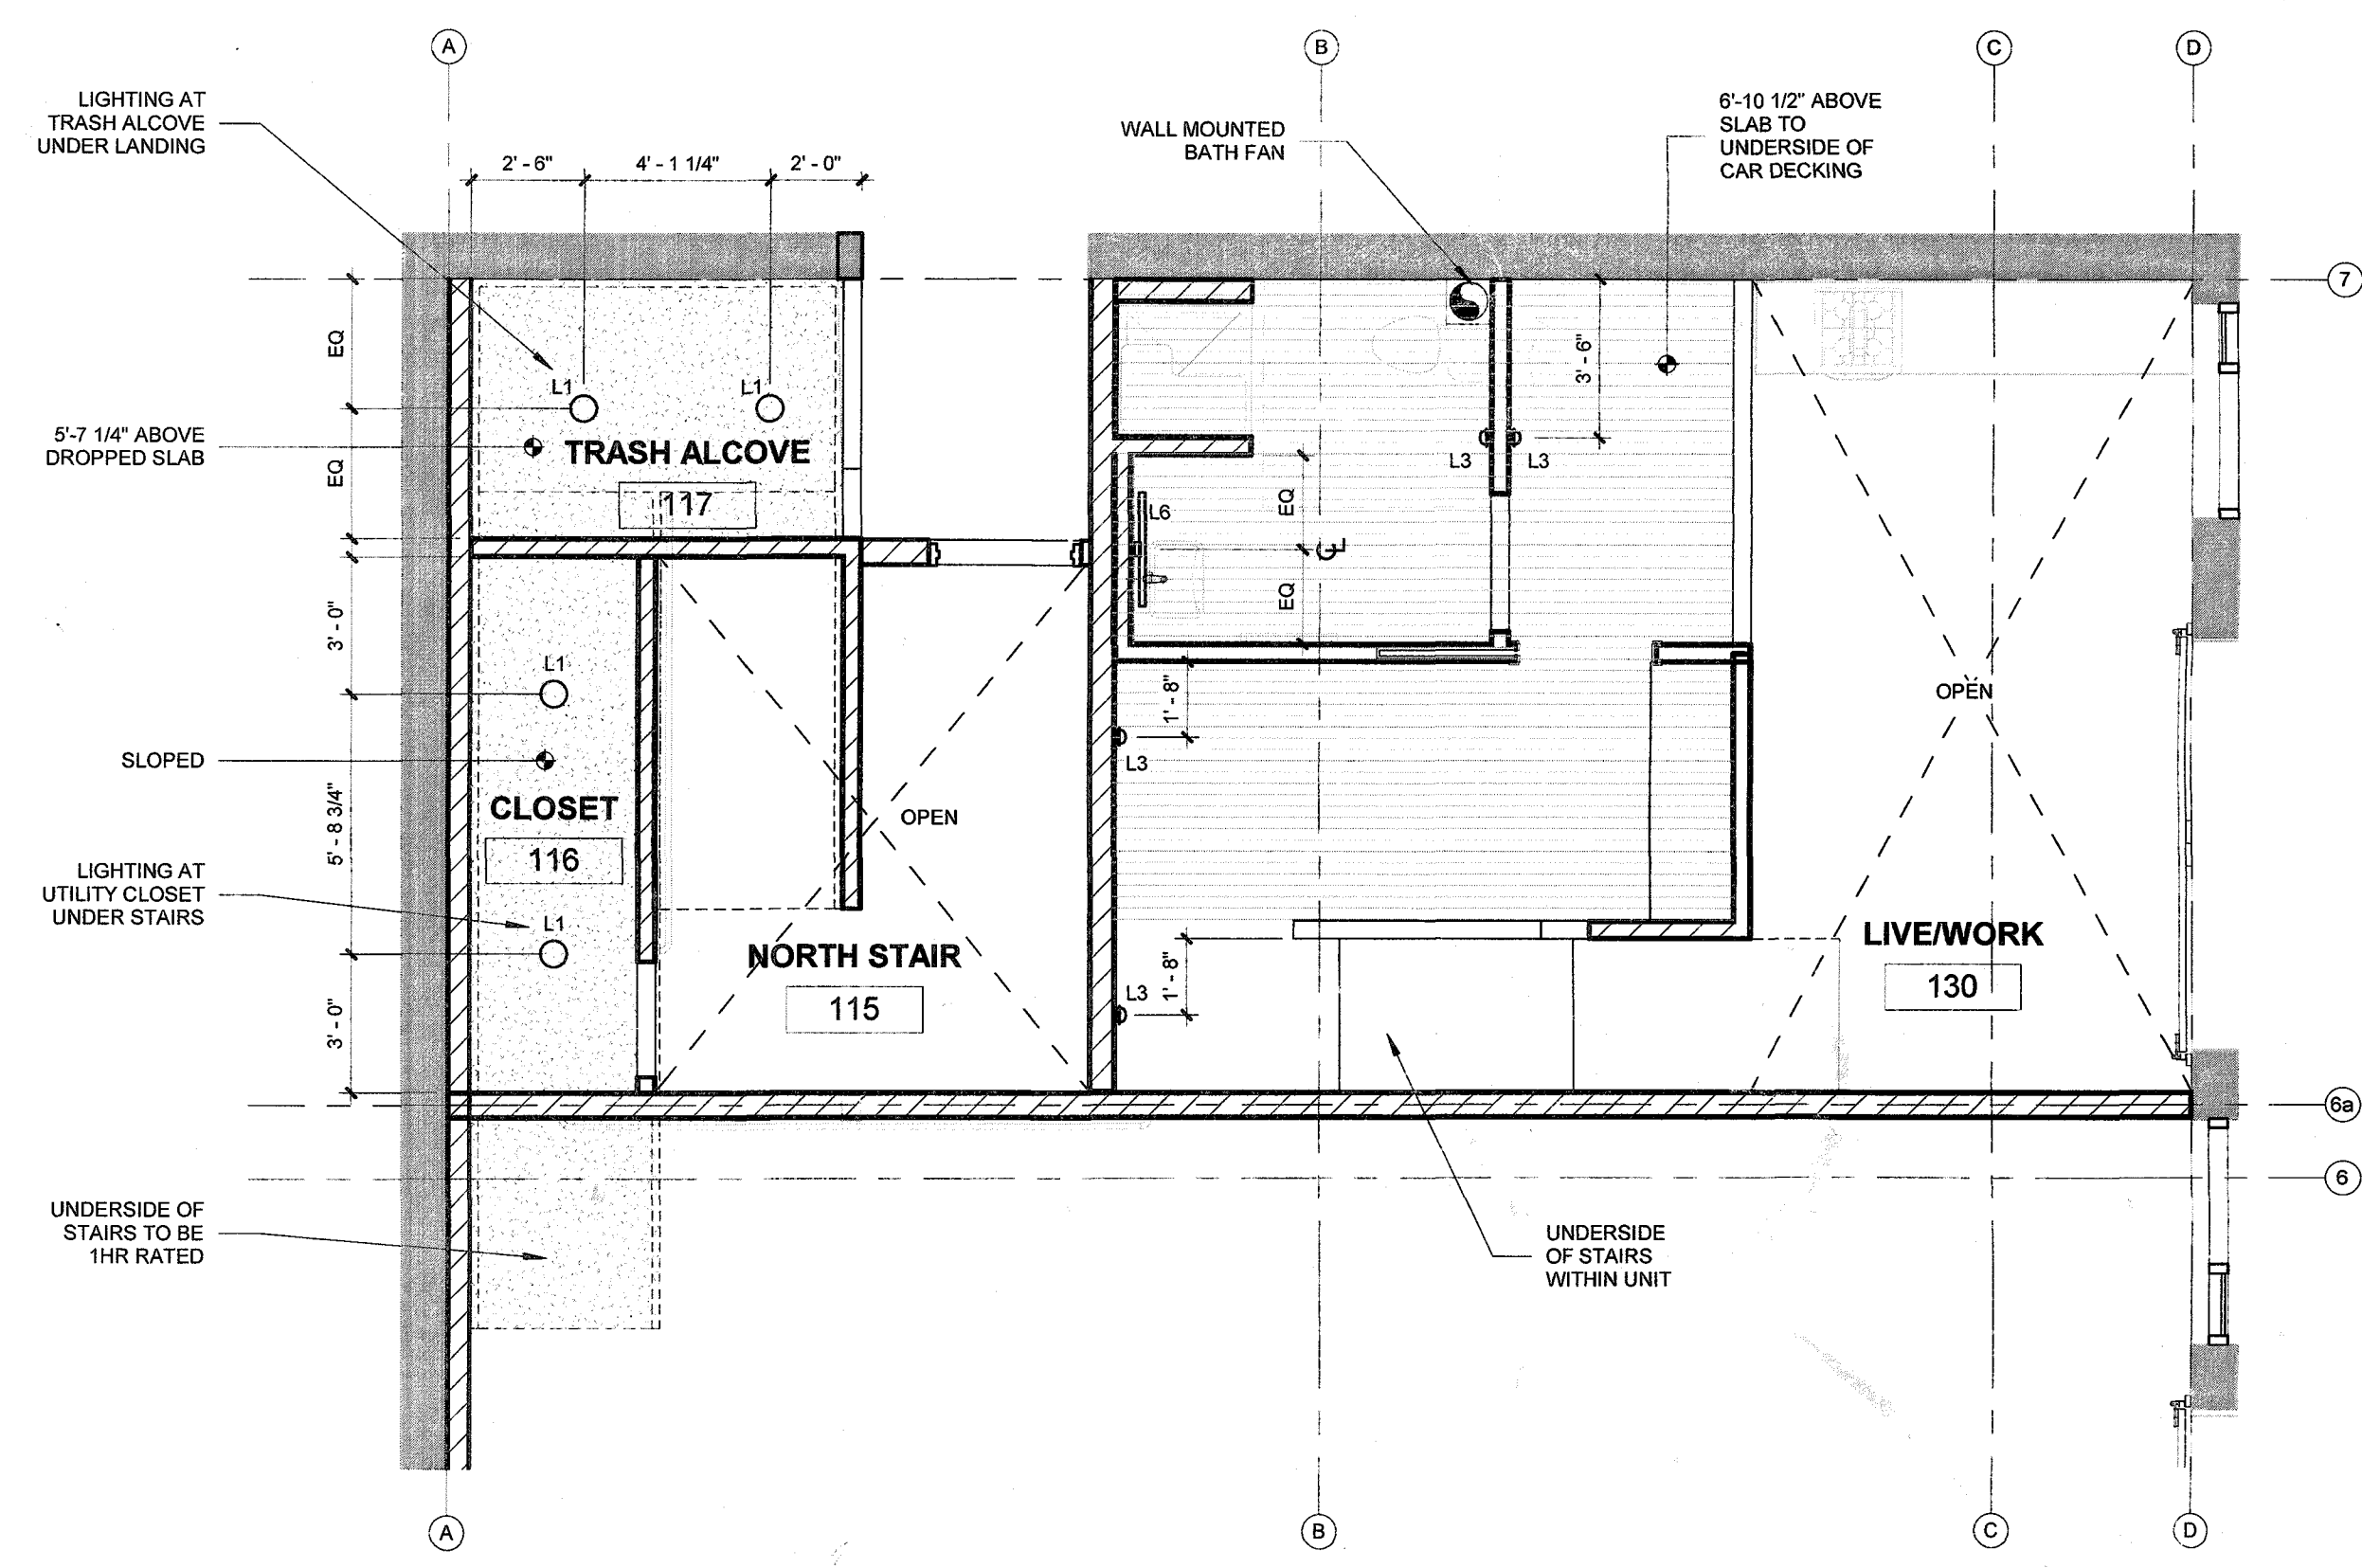 A
B
C
D
LIGHTING AT
TRASH ALCOVE
UNDER LANDING
WALL MOUNTED
BATH FAN
6'-10 1/2" ABOVE
SLAB TO
UNDERSIDE OF
CAR DECKING
2' - 6"
4' - 1 1/4"
2' - 0"
7
EQ
3' - 6"
L1
L1
5'-7 1/4" ABOVE
DROPPED SLAB
TRASH ALCOVE
117
EQ
L3
L3
EQ
L6
CL
EQ
3' - 0"
L1
1' - 8"
OPEN
SLOPED
L3
CLOSET
116
5' - 8 3/4"
OPEN
LIGHTING AT
UTILITY CLOSET
UNDER STAIRS
L1
NORTH STAIR
115
LIVE/WORK
130
L3
1' - 8"
3' - 0"
6a
6
UNDERSIDE OF
STAIRS TO BE
1HR RATED
UNDERSIDE
OF STAIRS
WITHIN UNIT
A
B
C
D